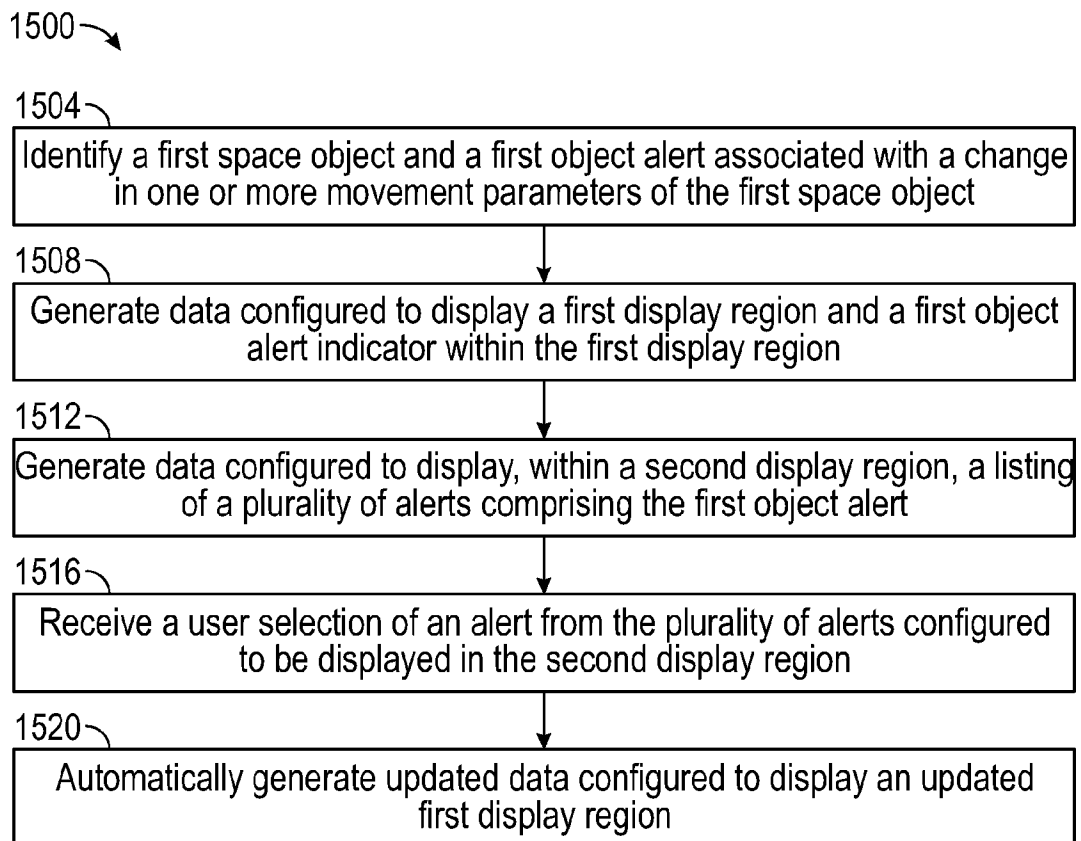 1500
1504
Identify a first space object and a first object alert associated with a change
in one or more movement parameters of the first space object
1508
Generate data configured to display a first display region and a first object
alert indicator within the first display region
1512
Generate data configured to display, within a second display region, a listing
of a plurality of alerts comprising the first object alert
1516
Receive a user selection of an alert from the plurality of alerts configured
to be displayed in the second display region
1520
Automatically generate updated data configured to display an updated
first display region